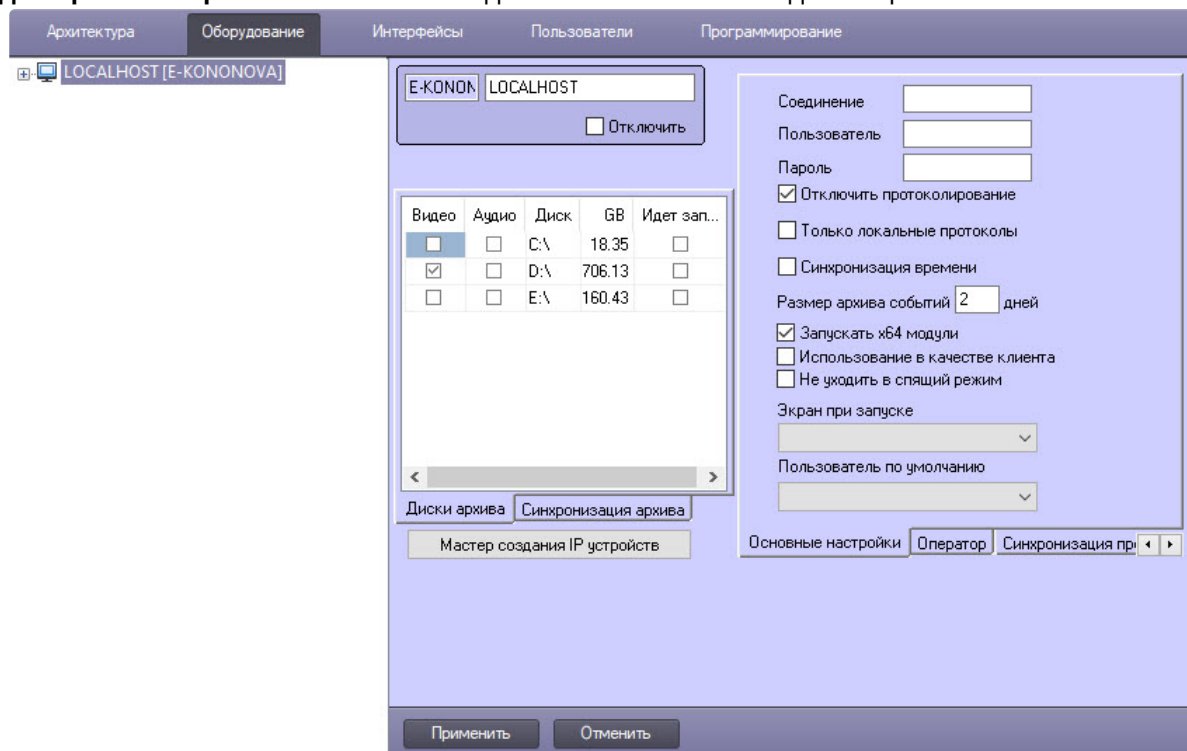 Архитектура Оборудование Интерфейсы Пользователи Программирование
LOCALHOST [E-KONONOVA]
E-KONON LOCALHOST
Отключить
Видео Аудио Диск GB Идет зап...
C:\ 18.35
D:\ 706.13
E:\ 160.43
Диски архива Синхронизация архива
Мастер создания IP устройств
Соединение
Пользователь
Пароль
Отключить протоколирование
Только локальные протоколы
Синхронизация времени
Размер архива событий 2 дней
Запускать x64 модули
Использование в качестве клиента
Не уходить в спящий режим
Экран при запуске
Пользователь по умолчанию
Основные настройки Оператор Синхронизация пр
Применить Отменить